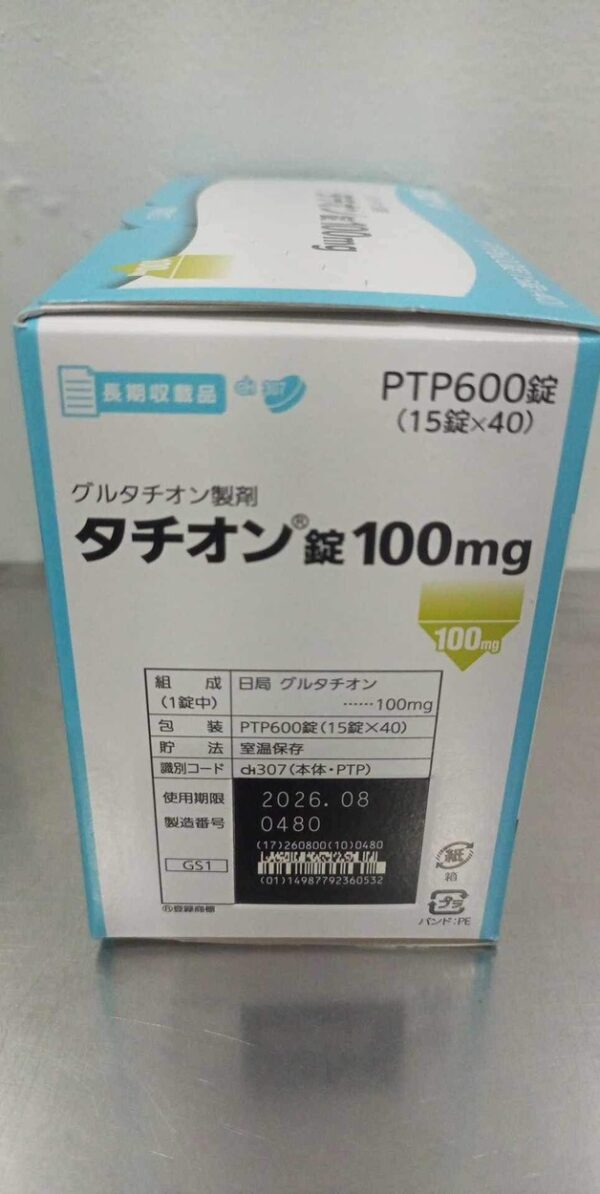 100mg
長期収載品
ch 307
PTP600錠
(15錠×40)
グルタチオン製剤
タチオン®錠100mg
100mg
組 成 日局 グルタチオン
(1錠中) ……100mg
包 装 PTP600錠(15錠×40)
貯 法 室温保存
識別コード ch307(本体・PTP)
使用期限 2026.08
製造番号 0480
(17)260800(10)0480
GS1
(01)14987792360532
®登録商標
紙
箱
プラ
バンド:PE